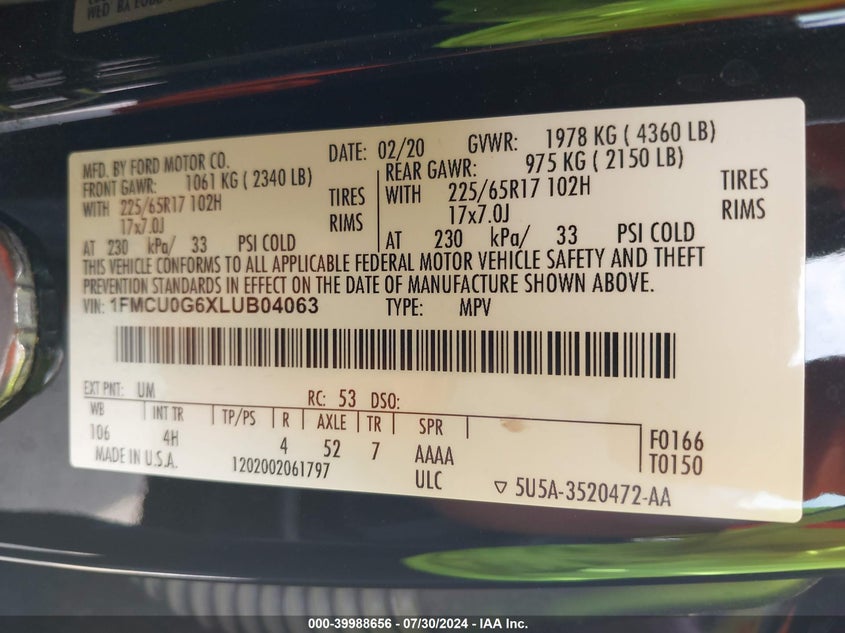 WED
MFD. BY FORD MOTOR CO. DATE: 02/20 GVWR: 1978 KG ( 4360 LB)
FRONT GAWR: 1061 KG ( 2340 LB) REAR GAWR: 975 KG ( 2150 LB)
WITH 225/65R17 102H TIRES WITH 225/65R17 102H TIRES
17x7.0J RIMS 17x7.0J RIMS
AT 230 kPa/ 33 PSI COLD AT 230 kPa/ 33 PSI COLD
THIS VEHICLE CONFORMS TO ALL APPLICABLE FEDERAL MOTOR VEHICLE SAFETY AND THEFT
PREVENTION STANDARDS IN EFFECT ON THE DATE OF MANUFACTURE SHOWN ABOVE.
VIN: 1FMCU0G6XLUB04063 TYPE: MPV
EXT PNT: UM RC: 53 DSO:
WB INT TR TP/PS R AXLE TR SPR
106 4H 4 52 7 AAAA F0166
MADE IN U.S.A. 1202002061797 ULC T0150
5U5A-3520472-AA
000-39988656 - 07/30/2024 - IAA Inc.